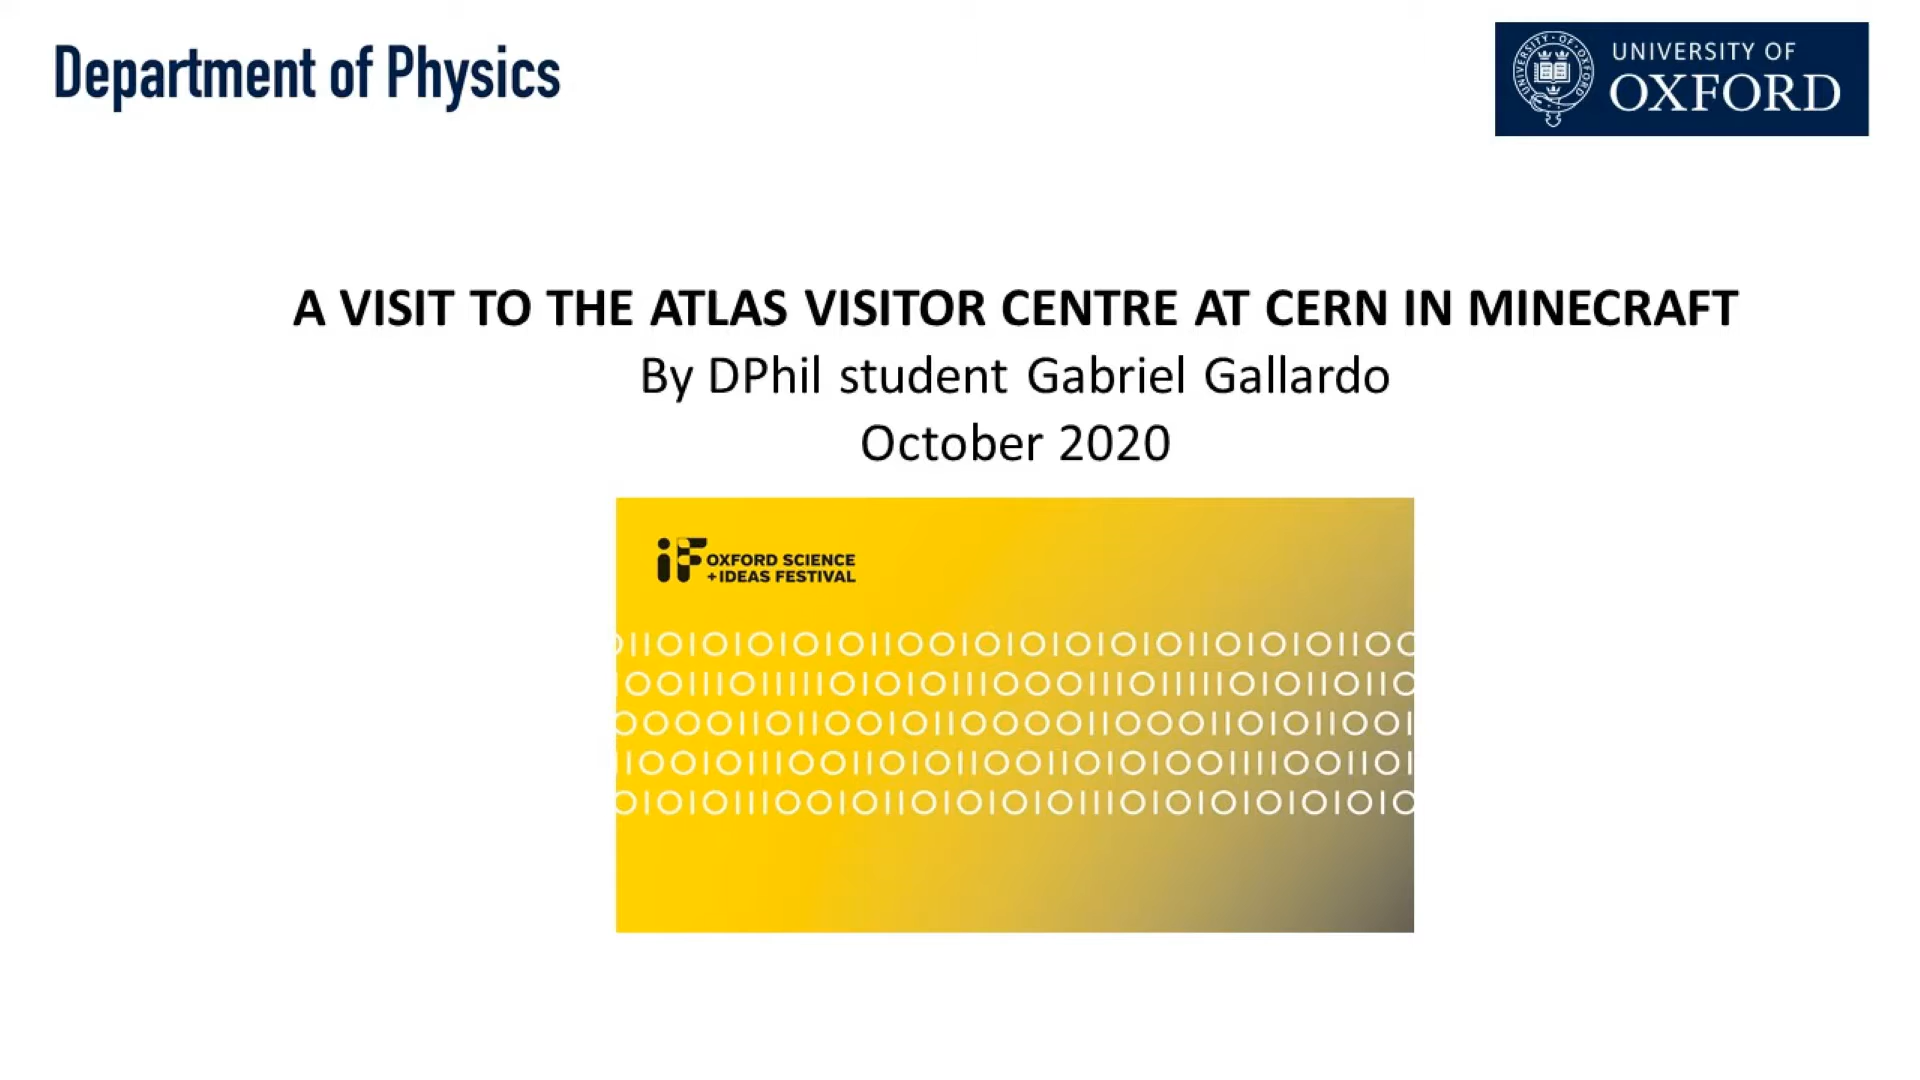 Department of Physics
UNIVERSITY OF
OXFORD
A VISIT TO THE ATLAS VISITOR CENTRE AT CERN IN MINECRAFT
By DPhil student Gabriel Gallardo
October 2020
iF OXFORD SCIENCE
+IDEAS FESTIVAL